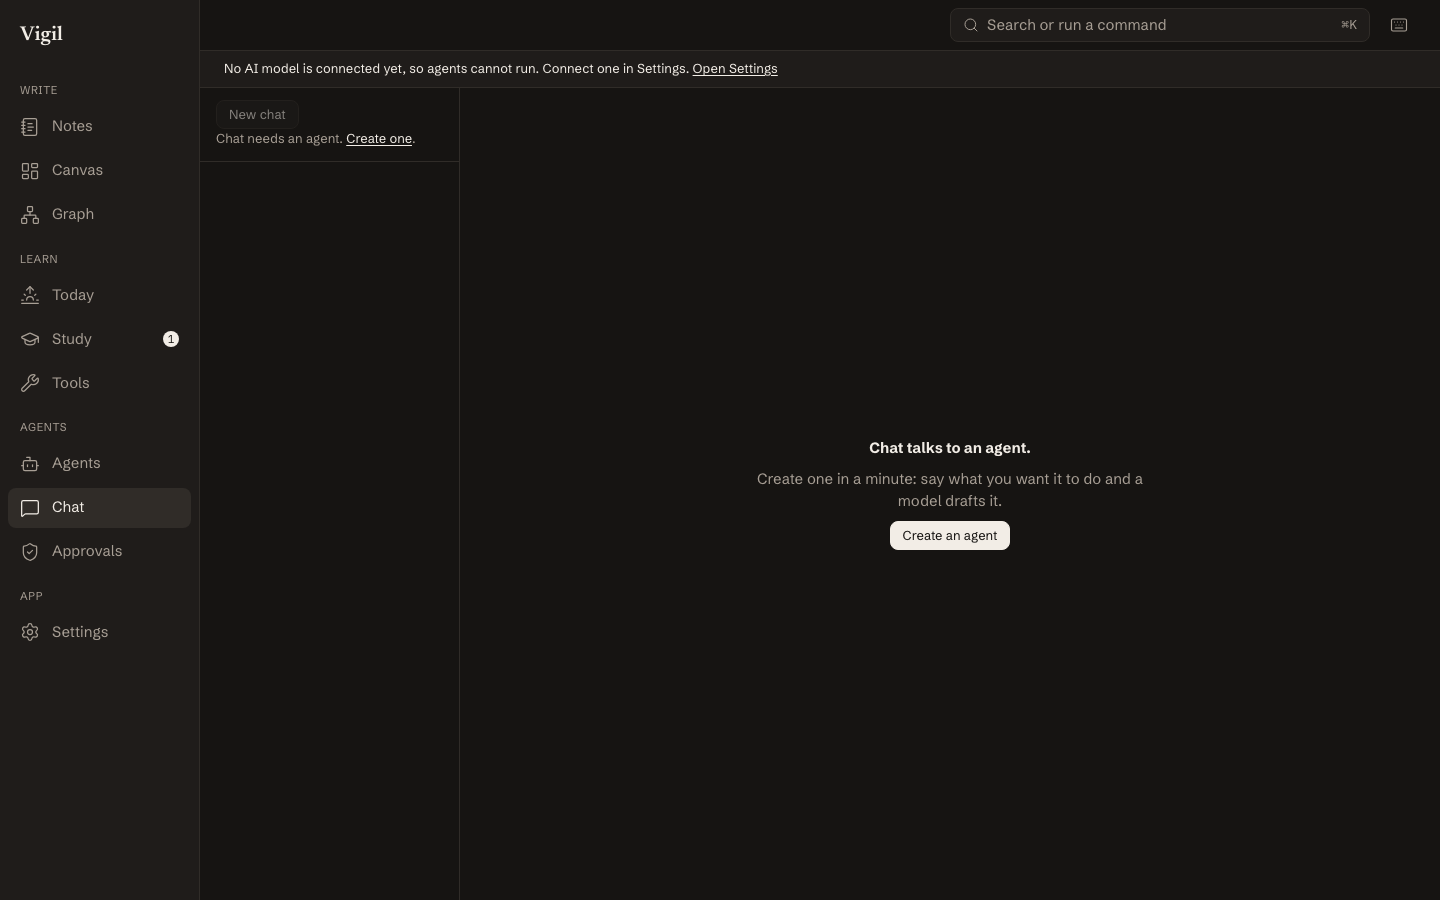 Vigil
Search or run a command
⌘K
No AI model is connected yet, so agents cannot run. Connect one in Settings. Open Settings
WRITE
Notes
Canvas
Graph
LEARN
Today
Study
1
Tools
AGENTS
Agents
Chat
Approvals
APP
Settings
New chat
Chat needs an agent. Create one.
Chat talks to an agent.
Create one in a minute: say what you want it to do and a
model drafts it.
Create an agent